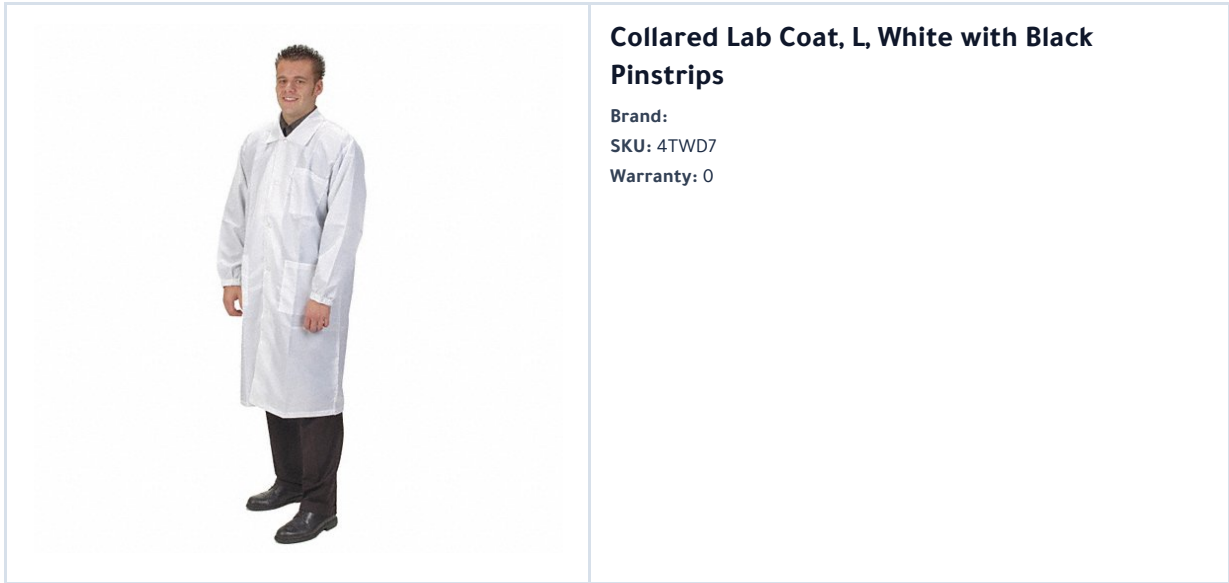 Collared Lab Coat, L, White with Black
Pinstrips
Brand:
SKU: 4TWD7
Warranty: 0